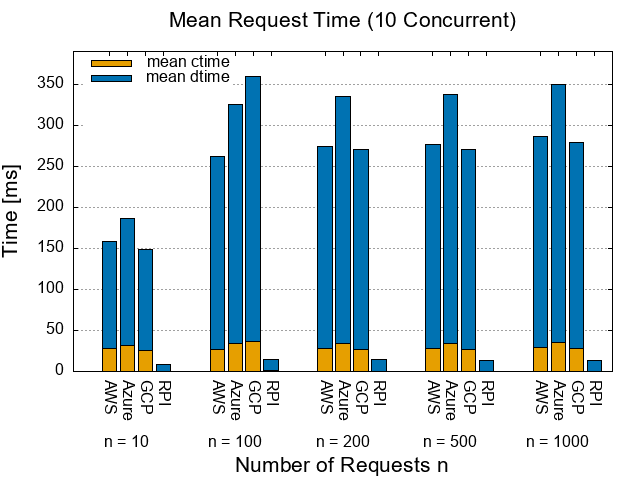 Mean Request Time (10 Concurrent)
mean ctime
mean dtime
Time [ms]
350
300
250
200
150
100
50
0
AWS Azure GCP RPI AWS Azure GCP RPI AWS Azure GCP RPI AWS Azure GCP RPI AWS Azure GCP RPI
n = 10 n = 100 n = 200 n = 500 n = 1000
Number of Requests n